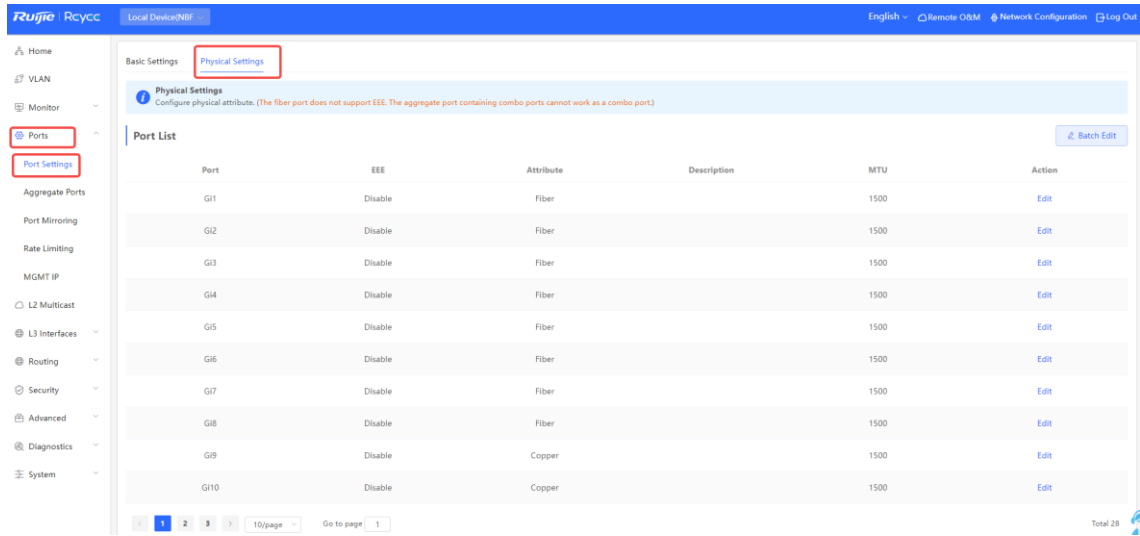 Ruijie | Rcycc Local Device(NBF English Remote O&M Network Configuration Log Out
Home
VLAN
Monitor
Ports
Port Settings
Aggregate Ports
Port Mirroring
Rate Limiting
MGMT IP
L2 Multicast
L3 Interfaces
Routing
Security
Advanced
Diagnostics
System
Basic Settings Physical Settings
Physical Settings
Configure physical attribute. (The fiber port does not support EEE. The aggregate port containing combo ports cannot work as a combo port.)
Port List Batch Edit
Port EEE Attribute Description MTU Action
Gi1 Disable Fiber 1500 Edit
Gi2 Disable Fiber 1500 Edit
Gi3 Disable Fiber 1500 Edit
Gi4 Disable Fiber 1500 Edit
Gi5 Disable Fiber 1500 Edit
Gi6 Disable Fiber 1500 Edit
Gi7 Disable Fiber 1500 Edit
Gi8 Disable Fiber 1500 Edit
Gi9 Disable Copper 1500 Edit
Gi10 Disable Copper 1500 Edit
< 1 2 3 > 10/page Go to page 1 Total 28